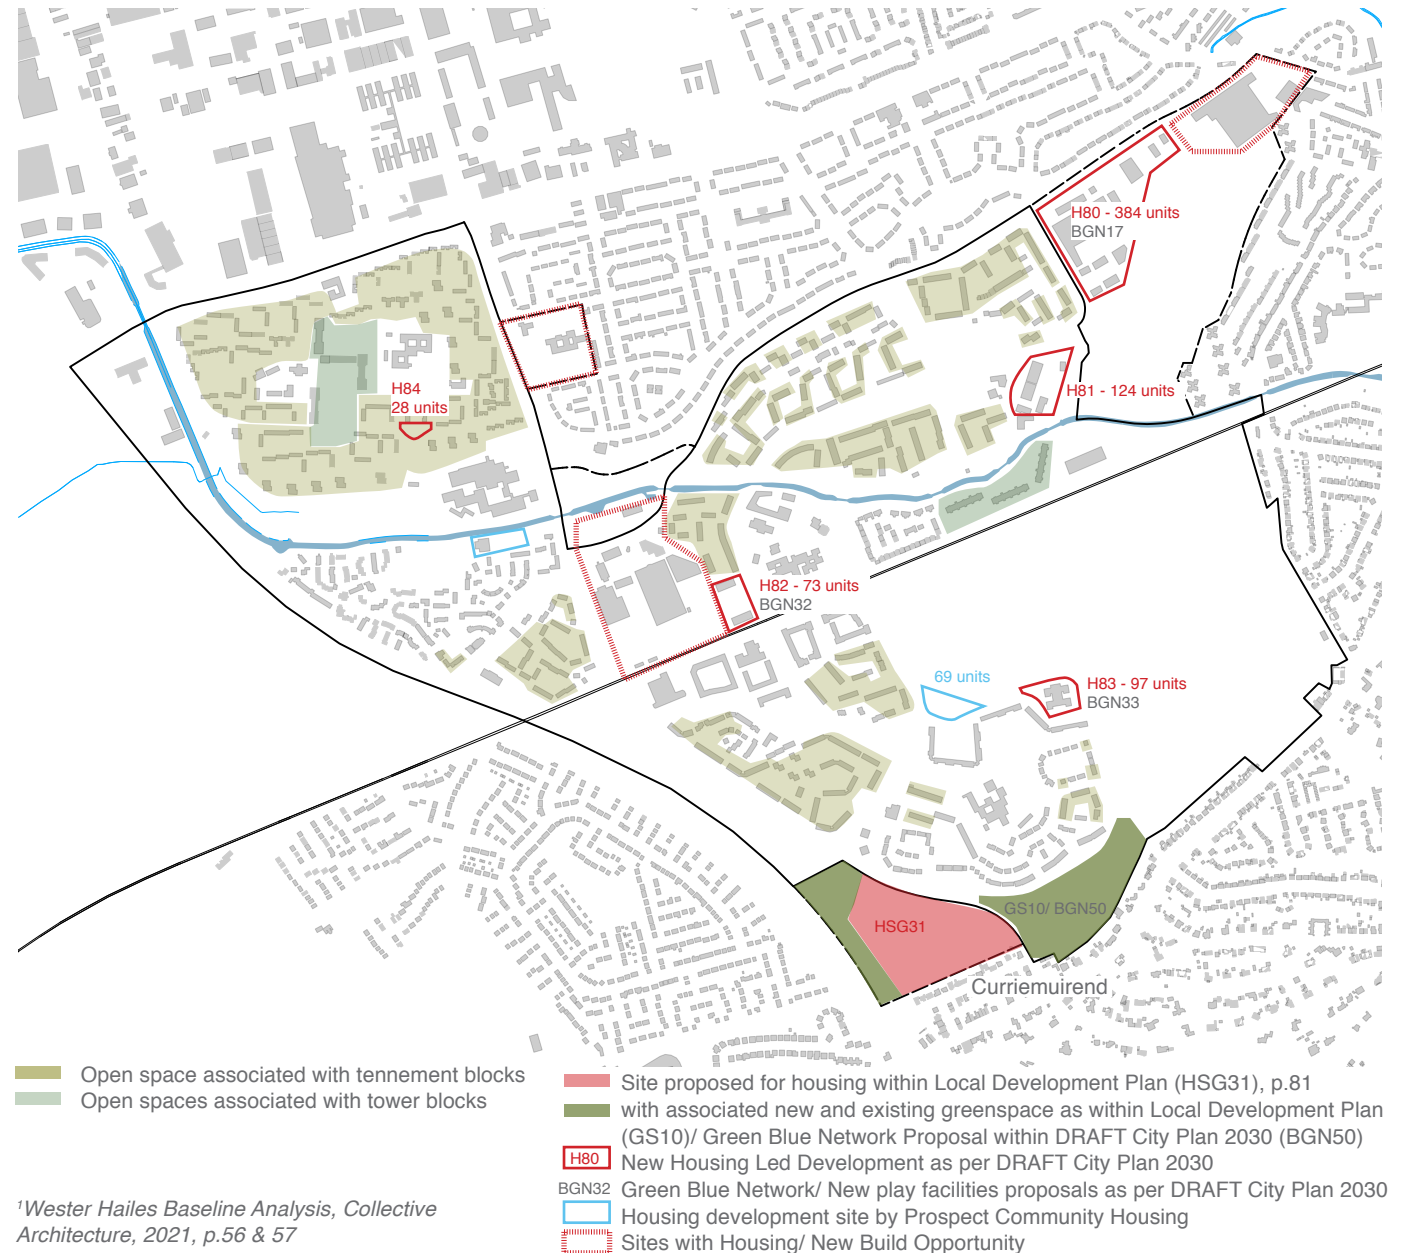 H80 - 384 units
BGN17
H84
28 units
H81 - 124 units
H82 - 73 units
BGN32
69 units
H83 - 97 units
BGN33
GS10/ BGN50
HSG31
Curriemuirend
Open space associated with tennement blocks
Open spaces associated with tower blocks
Site proposed for housing within Local Development Plan (HSG31), p.81
with associated new and existing greenspace as within Local Development Plan
(GS10)/ Green Blue Network Proposal within DRAFT City Plan 2030 (BGN50)
H80 New Housing Led Development as per DRAFT City Plan 2030
BGN32 Green Blue Network/ New play facilities proposals as per DRAFT City Plan 2030
Housing development site by Prospect Community Housing
Sites with Housing/ New Build Opportunity
¹Wester Hailes Baseline Analysis, Collective
Architecture, 2021, p.56 & 57